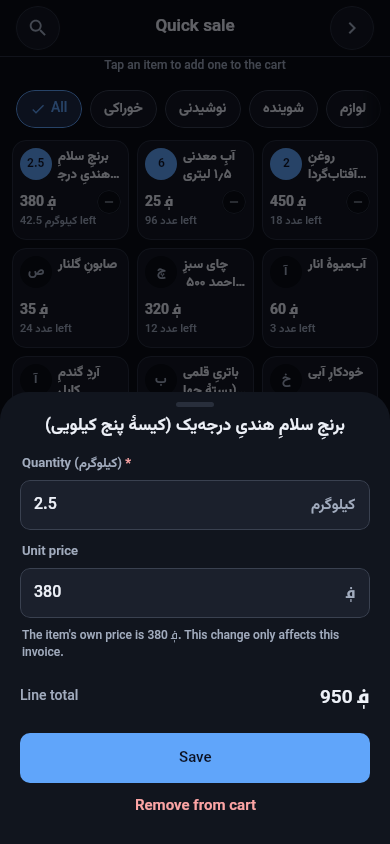 Quick sale
Tap an item to add one to the cart
All
خوراکی
نوشیدنی
شوینده
لوازم
2.5
برنجِ سلامِ
هندیِ درجـ…
380 ؋
42.5 کیلوگرم left
6
آبِ معدنی
۱٫۵ لیتری
25 ؋
96 عدد left
2
روغنِ
آفتاب‌گردا…
450 ؋
18 عدد left
ص
صابونِ گلنار
35 ؋
24 عدد left
چ
چای سبزِ
احمد ۵۰۰…
320 ؋
12 عدد left
آ
آب‌میوهٔ انار
60 ؋
3 عدد left
آ
آردِ گندمِ
کابل
ب
باتریِ قلمی
(بستهٔ چها
خ
خودکارِ آبی
برنجِ سلامِ هندیِ درجه‌یک (کیسهٔ پنج کیلویی)
Quantity (کیلوگرم) *
2.5
کیلوگرم
Unit price
380
؋
The item's own price is 380 ؋. This change only affects this
invoice.
Line total
950 ؋
Save
Remove from cart